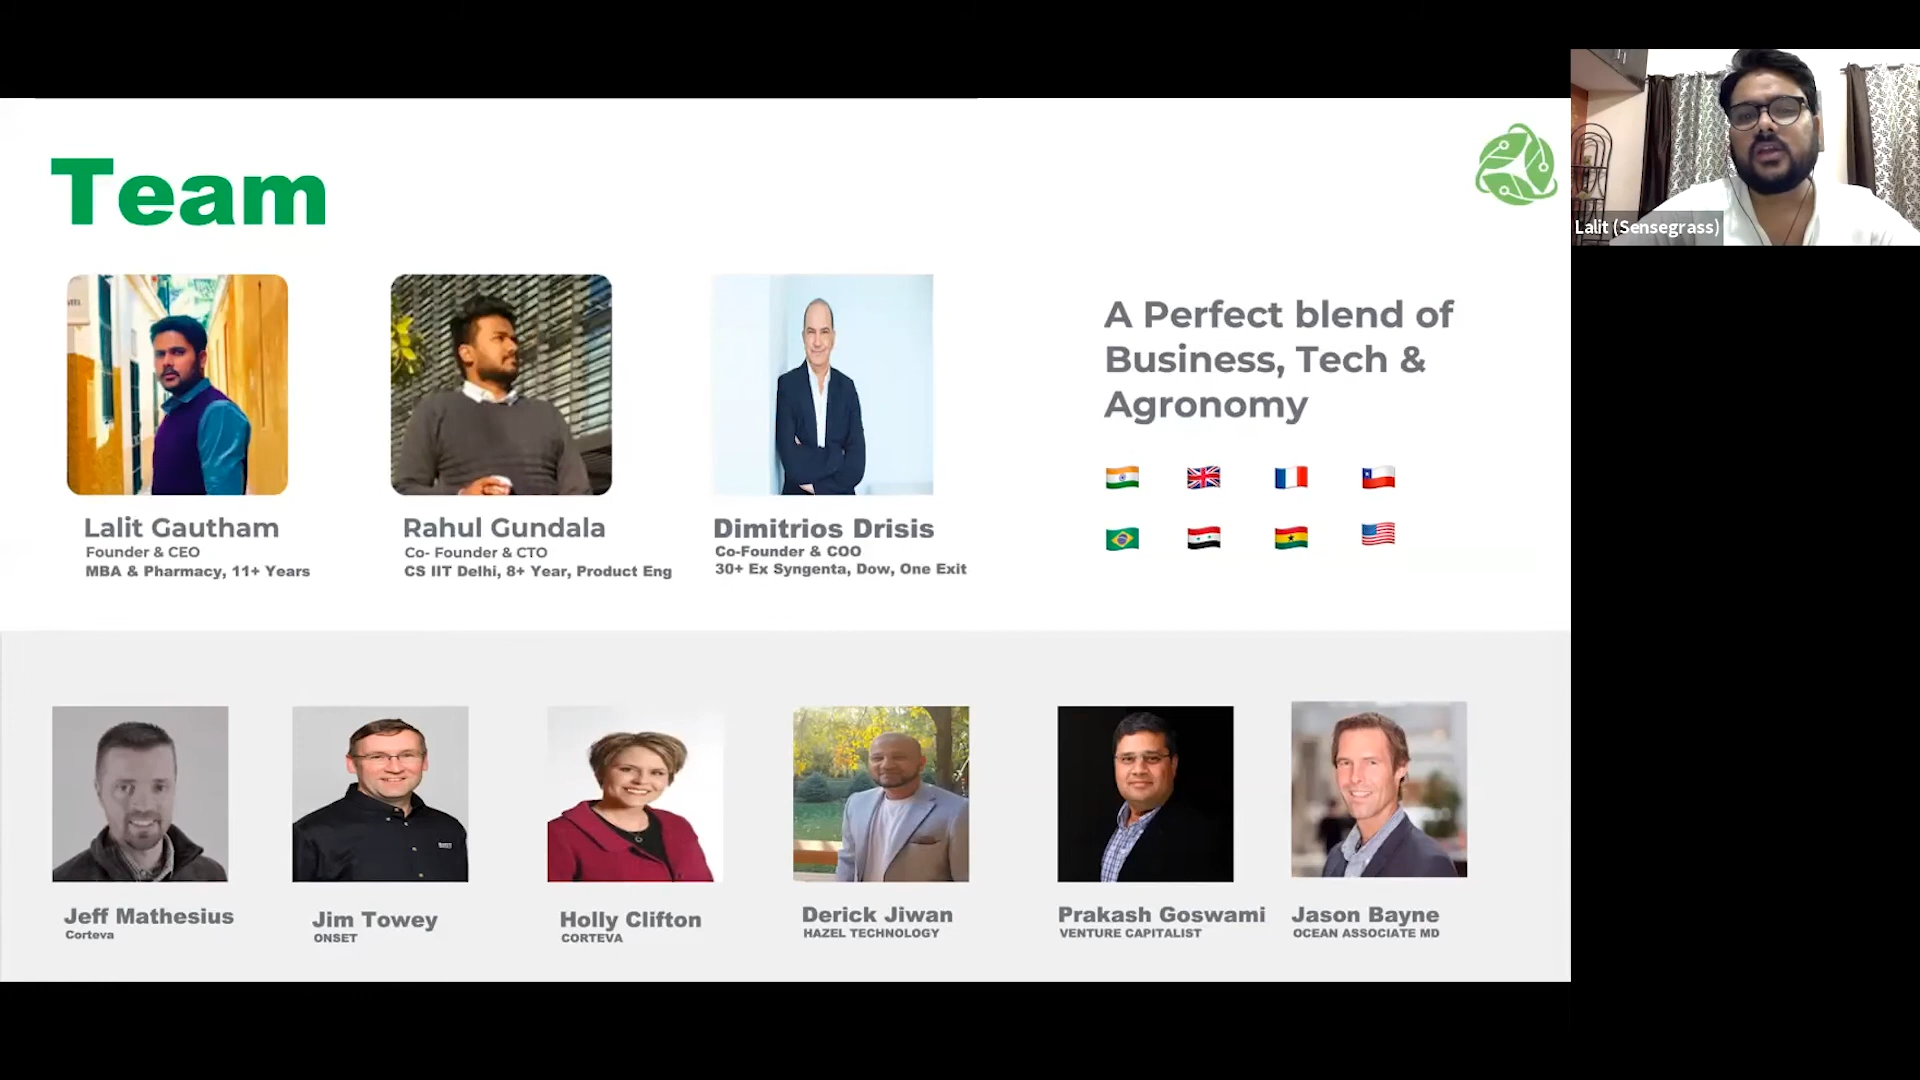 Team
Lalit (Sensegrass)
A Perfect blend of
Business, Tech &
Agronomy
Lalit Gautham
Founder & CEO
MBA & Pharmacy, 11+ Years
Rahul Gundala
Co- Founder & CTO
CS IIT Delhi, 8+ Year, Product Eng
Dimitrios Drisis
Co-Founder & COO
30+ Ex Syngenta, Dow, One Exit
Jeff Mathesius
Corteva
Jim Towey
ONSET
Holly Clifton
CORTEVA
Derick Jiwan
HAZEL TECHNOLOGY
Prakash Goswami
VENTURE CAPITALIST
Jason Bayne
OCEAN ASSOCIATE MD